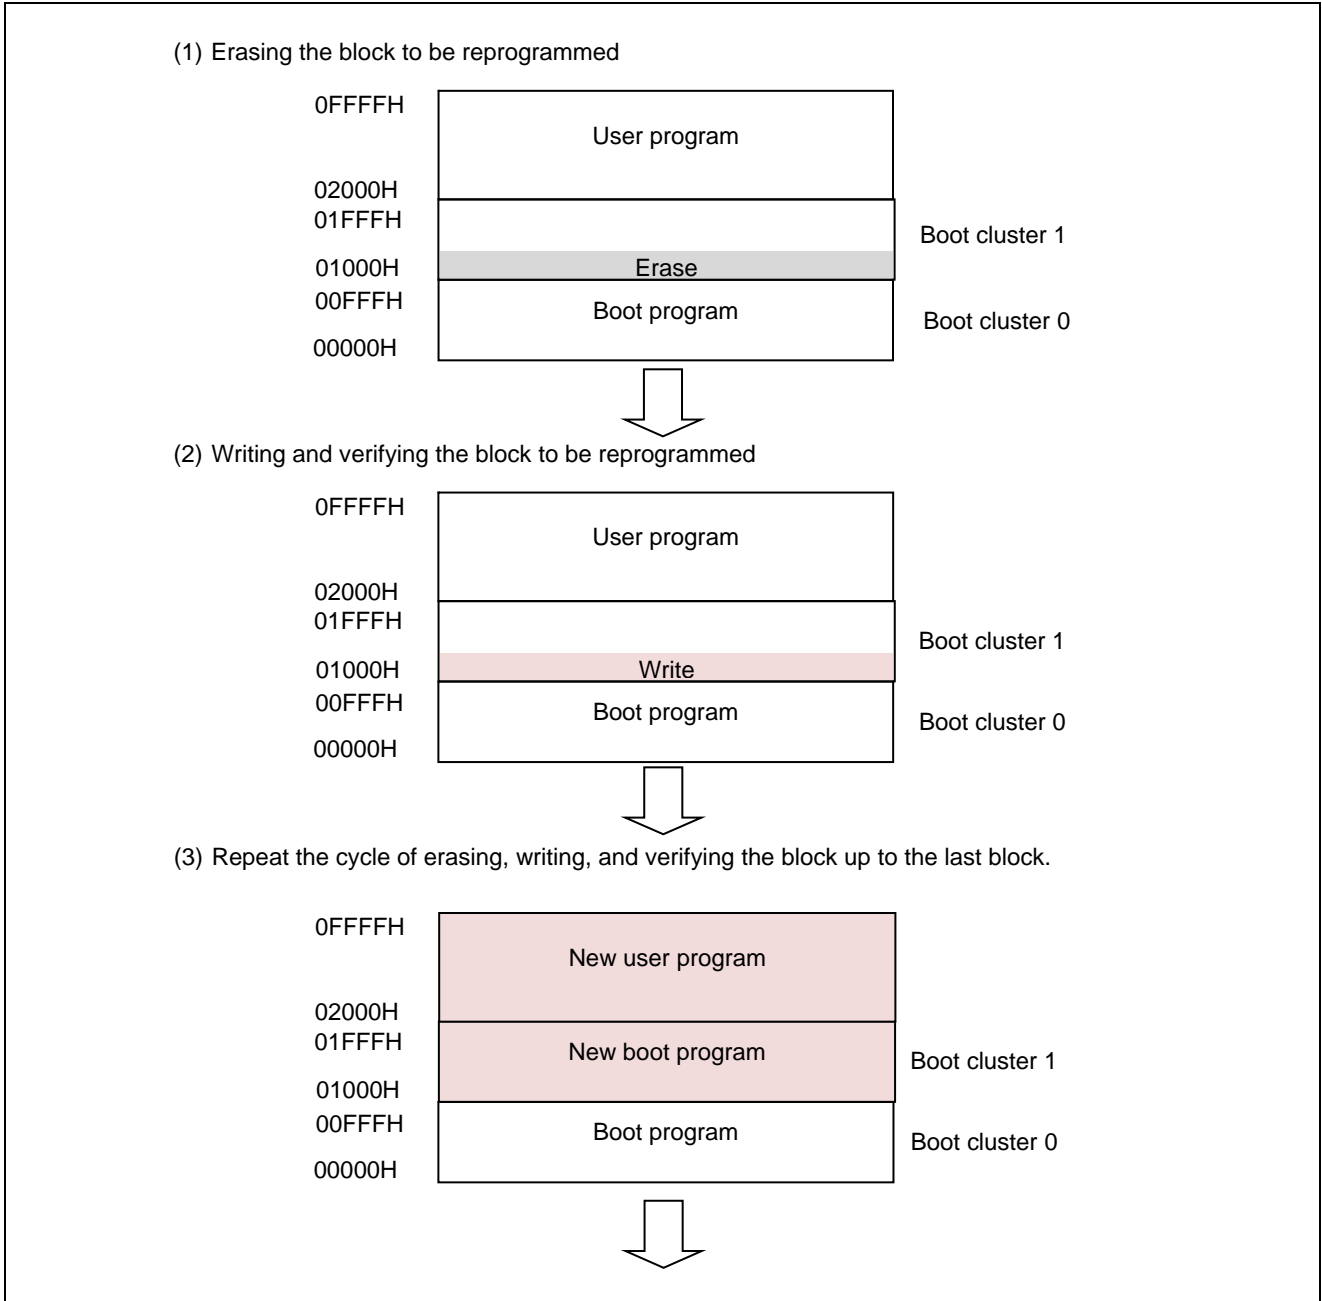 (1) Erasing the block to be reprogrammed
0FFFFH
User program
02000H
01FFFH
Boot cluster 1
01000H
Erase
00FFFH
Boot program
Boot cluster 0
00000H
(2) Writing and verifying the block to be reprogrammed
0FFFFH
User program
02000H
01FFFH
Boot cluster 1
01000H
Write
00FFFH
Boot program
Boot cluster 0
00000H
(3) Repeat the cycle of erasing, writing, and verifying the block up to the last block.
0FFFFH
New user program
02000H
01FFFH
New boot program
Boot cluster 1
01000H
00FFFH
Boot program
Boot cluster 0
00000H